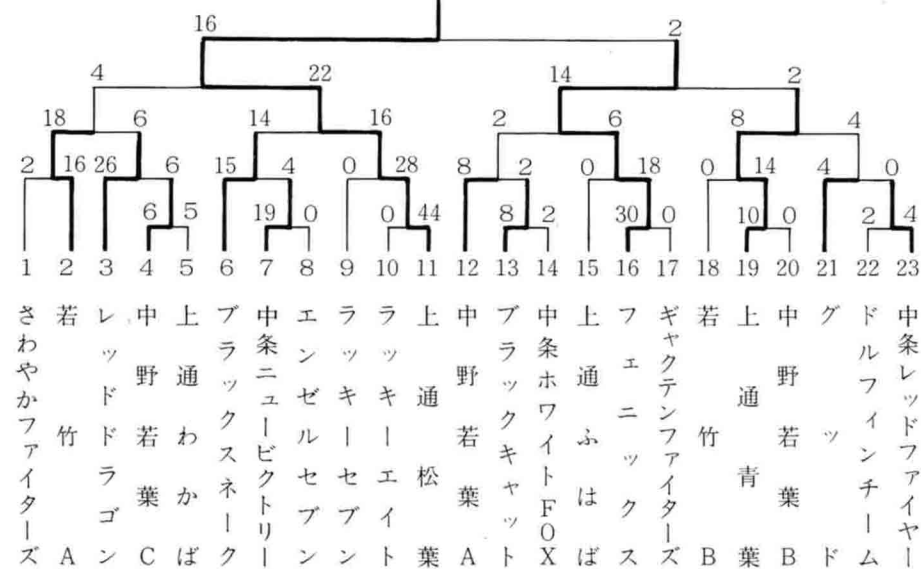 16 2
4 22 14 2
18 6 14 16 2 6 8 4
2 16 26 6 15 4 0 28 8 2 0 18 0 14 4 0
6 5 19 0 0 44 8 2 30 0 10 0 2 4
1 2 3 4 5 6 7 8 9 10 11 12 13 14 15 16 17 18 19 20 21 22 23
さわやかファイターズ
若竹A
レッドドラゴン
中野若葉C
上通わかば
ブラックスネーク
中条ニュービクトリー
エンゼルセブン
ラッキーセブン
ラッキーエイト
上通松葉
中野若葉A
ブラックキャット
中条ホワイトFOX
上通ふはば
フェニックス
ギャクテンファイターズ
若竹B
上通青葉
中野若葉B
グッド
ドルフィンチーム
中条レッドファイヤー